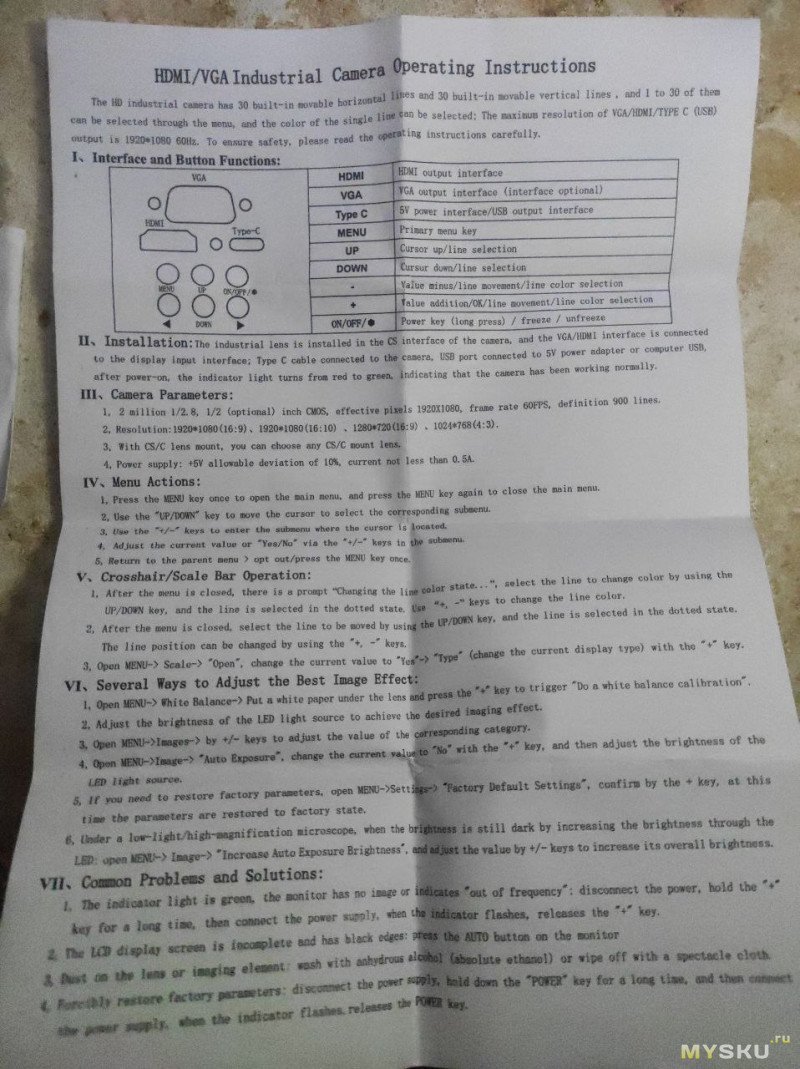 HDMI/VGA Industrial Camera Operating Instructions
The HD industrial camera has 30 built-in movable horizontal lines and 30 built-in movable vertical lines , and 1 to 30 of them
can be selected through the menu, and the color of the single line can be selected; The maximum resolution of VGA/HDMI/TYPE C (USB)
output is 1920*1080 60Hz. To ensure safety, please read the operating instructions carefully.
I、Interface and Button Functions:
VGA
HDMI
Type-C
MENU UP ON/OFF/✽
◀ DOWN ▶
HDMI HDMI output interface
VGA VGA output interface (interface optional)
Type C 5V power interface/USB output interface
MENU Primary menu key
UP Cursor up/line selection
DOWN Cursur down/line selection
- Value minus/line movement/line color selection
+ Value addition/OK/line movement/line color selection
ON/OFF/✽ Power key (long press) / freeze / unfreeze
II、Installation:The industrial lens is installed in the CS interface of the camera, and the VGA/HDMI interface is connected
to the display input interface; Type C cable connected to the camera, USB port connected to 5V power adapter or computer USB,
after power-on, the indicator light turns from red to green, indicating that the camera has been working normally.
III、Camera Parameters:
1, 2 million 1/2.8, 1/2 (optional) inch CMOS, effective pixels 1920X1080, frame rate 60FPS, definition 900 lines.
2, Resolution:1920*1080(16:9)、1920*1080(16:10) 、1280*720(16:9) 、1024*768(4:3).
3, With CS/C lens mount, you can choose any CS/C mount lens.
4, Power supply: +5V allowable deviation of 10%, current not less than 0.5A.
IV、Menu Actions:
1, Press the MENU key once to open the main menu, and press the MENU key again to close the main menu.
2, Use the "UP/DOWN" key to move the cursor to select the corresponding submenu.
3, Use the "+/-" keys to enter the submenu where the cursor is located.
4, Adjust the current value or "Yes/No" via the "+/-" keys in the submenu.
5, Return to the parent menu > opt out/press the MENU key once.
V、Crosshair/Scale Bar Operation:
1, After the menu is closed, there is a prompt "Changing the line color state...", select the line to change color by using the
UP/DOWN key, and the line is selected in the dotted state. Use "+, -" keys to change the line color.
2, After the menu is closed, select the line to be moved by using the UP/DOWN key, and the line is selected in the dotted state.
The line position can be changed by using the "+, -" keys.
3, Open MENU-> Scale-> "Open", change the current value to "Yes"-> "Type" (change the current display type) with the "+" key.
VI、Several Ways to Adjust the Best Image Effect:
1, Open MENU-> White Balance-> Put a white paper under the lens and press the "+" key to trigger "Do a white balance calibration".
2, Adjust the brightness of the LED light source to achieve the desired imaging effect.
3, Open MENU->Images-> by +/- keys to adjust the value of the corresponding category.
4, Open MENU->Image-> "Auto Exposure", change the current value to "No" with the "+" key, and then adjust the brightness of the
LED light source.
5, If you need to restore factory parameters, open MENU->Settings-> "Factory Default Settings", confirm by the + key, at this
time the parameters are restored to factory state.
6, Under a low-light/high-magnification microscope, when the brightness is still dark by increasing the brightness through the
LED: open MENU-> Image-> "Increase Auto Exposure Brightness", and adjust the value by +/- keys to increase its overall brightness.
VII、Common Problems and Solutions:
1, The indicator light is green, the monitor has no image or indicates "out of frequency": disconnect the power, hold the "+"
key for a long time, then connect the power supply, when the indicator flashes, releases the "+" key.
2, The LCD display screen is incomplete and has black edges: press the AUTO button on the monitor
3, Dust on the lens or imaging element: wash with anhydrous alcohol (absolute ethanol) or wipe off with a spectacle cloth.
4, Forcibly restore factory parameters: disconnect the power supply, hold down the "POWER" key for a long time, and then connect
the power supply, when the indicator flashes,releases the POWER key.
MYSKU.ru